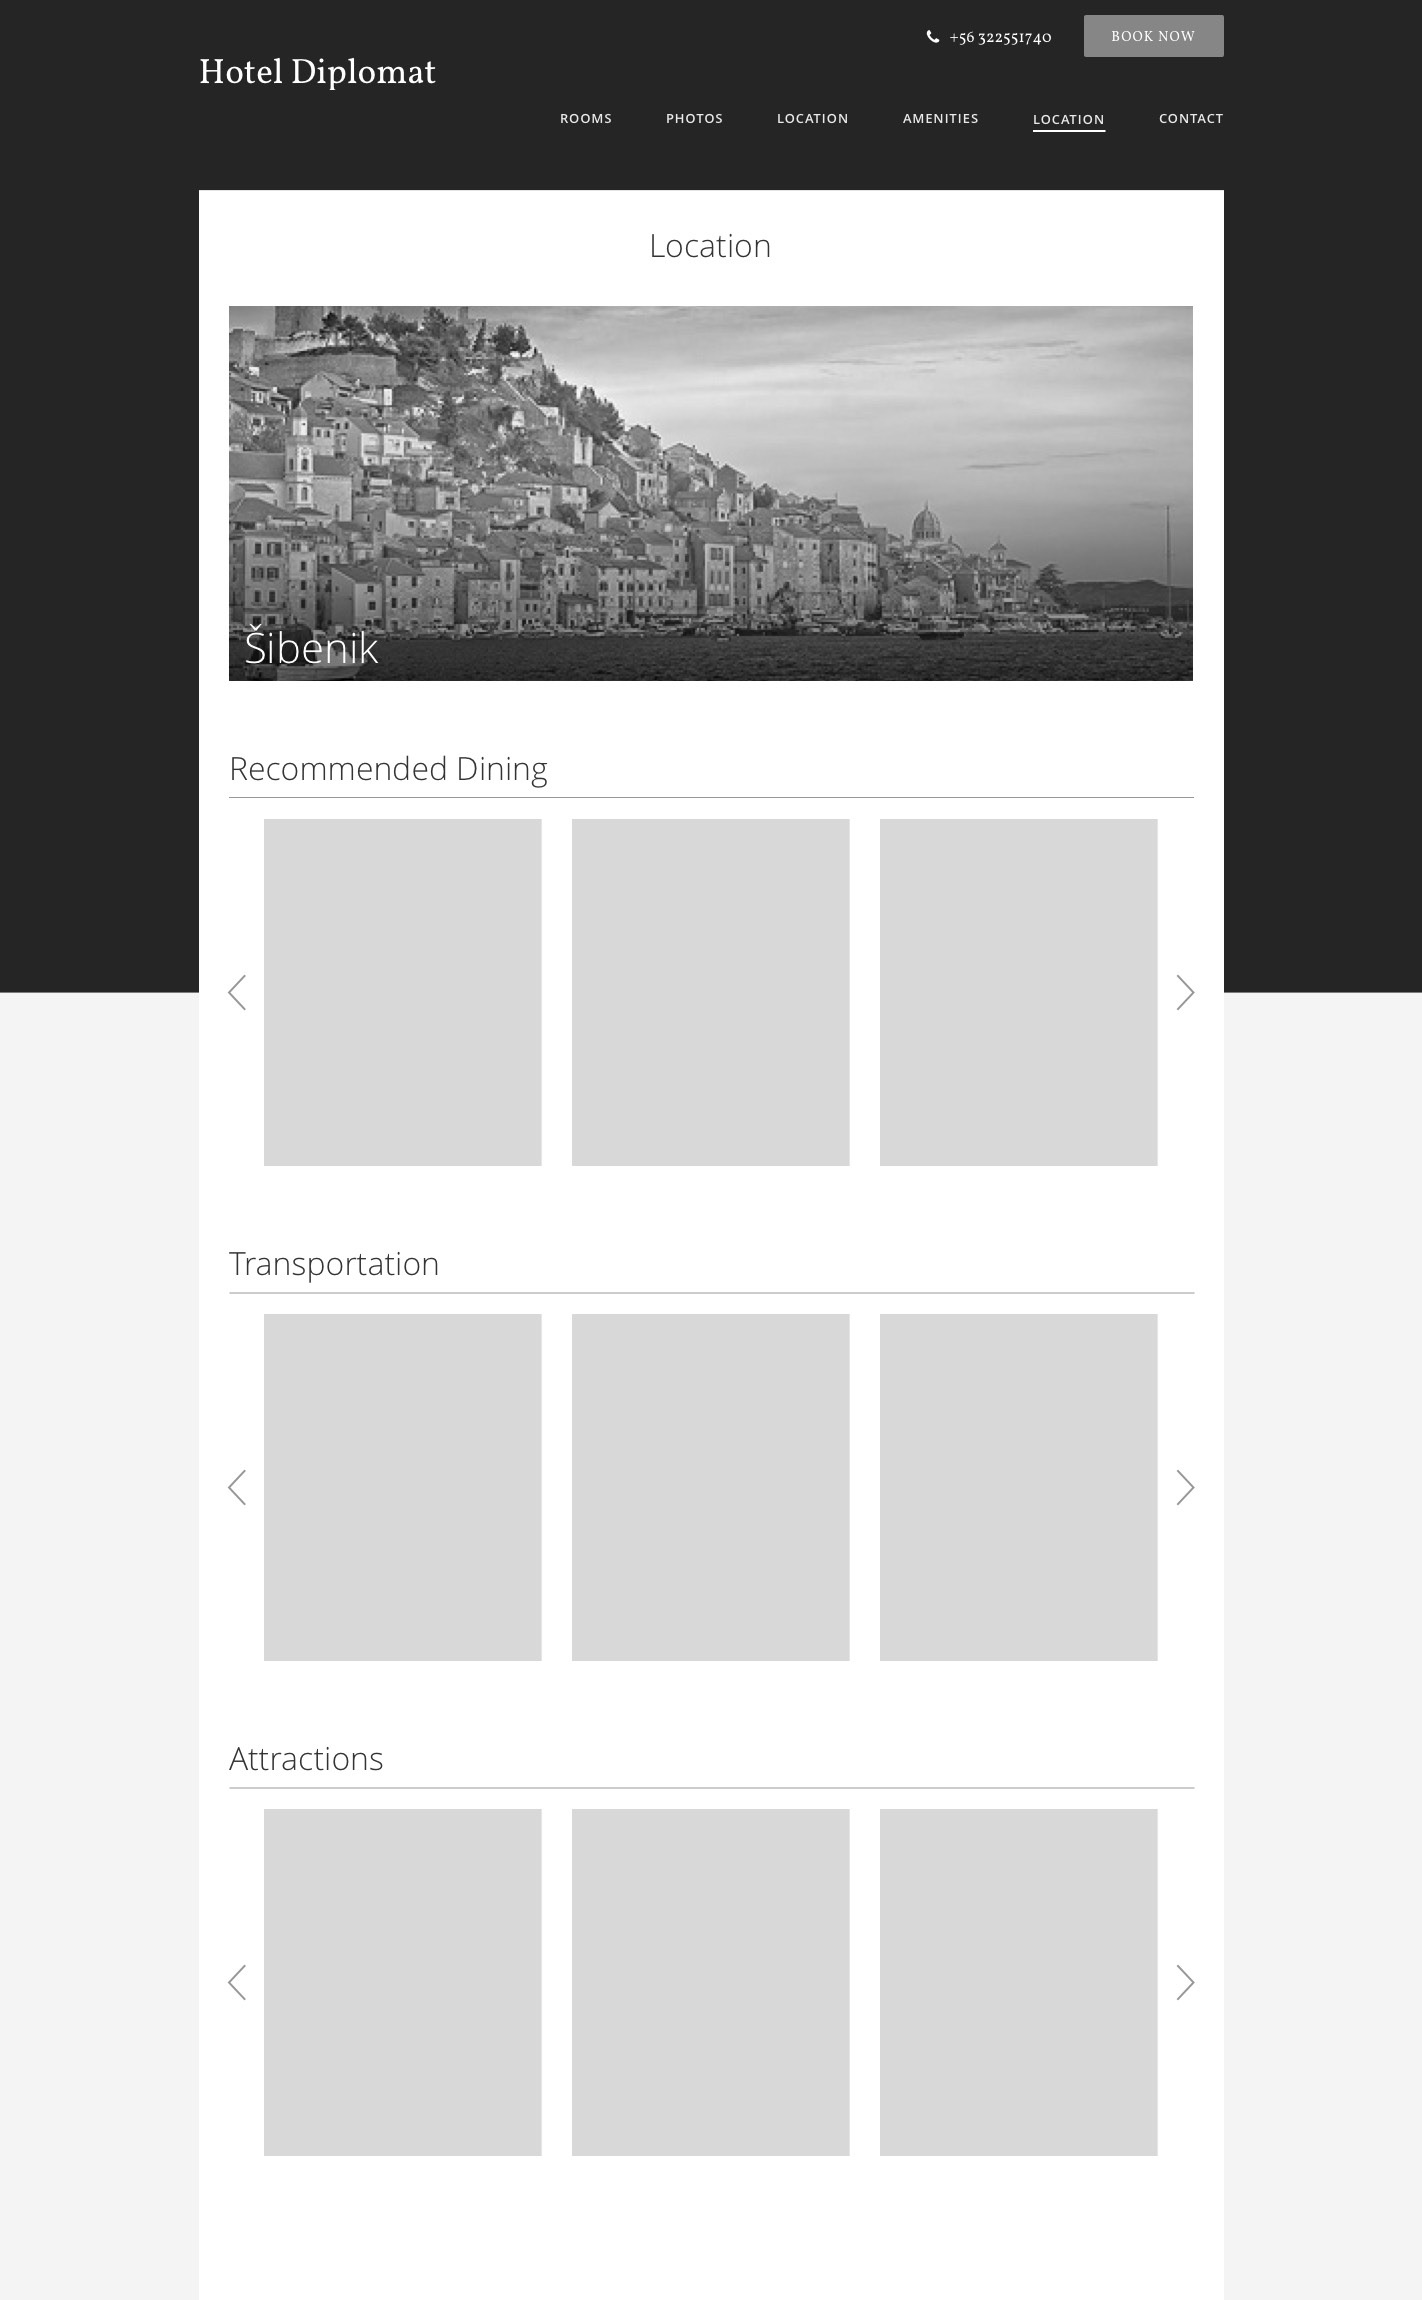 +56 322551740
BOOK NOW
Hotel Diplomat
ROOMS PHOTOS LOCATION AMENITIES LOCATION CONTACT
Location
Šibenik
Recommended Dining
Transportation
Attractions